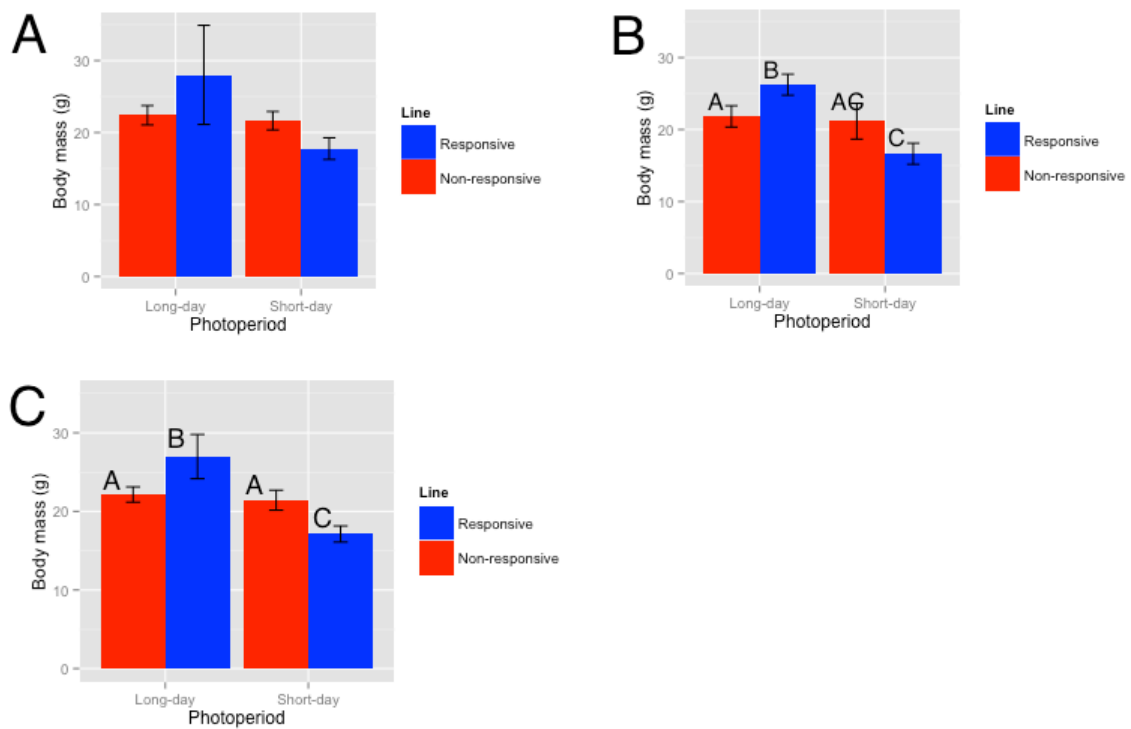 A
Body mass (g)
30
20
10
0
Long-day
Short-day
Photoperiod
Line
Responsive
Non-responsive
B
Body mass (g)
30
20
10
0
A
B
AC
C
Long-day
Short-day
Photoperiod
Line
Responsive
Non-responsive
C
Body mass (g)
30
20
10
0
A
B
A
C
Long-day
Short-day
Photoperiod
Line
Responsive
Non-responsive